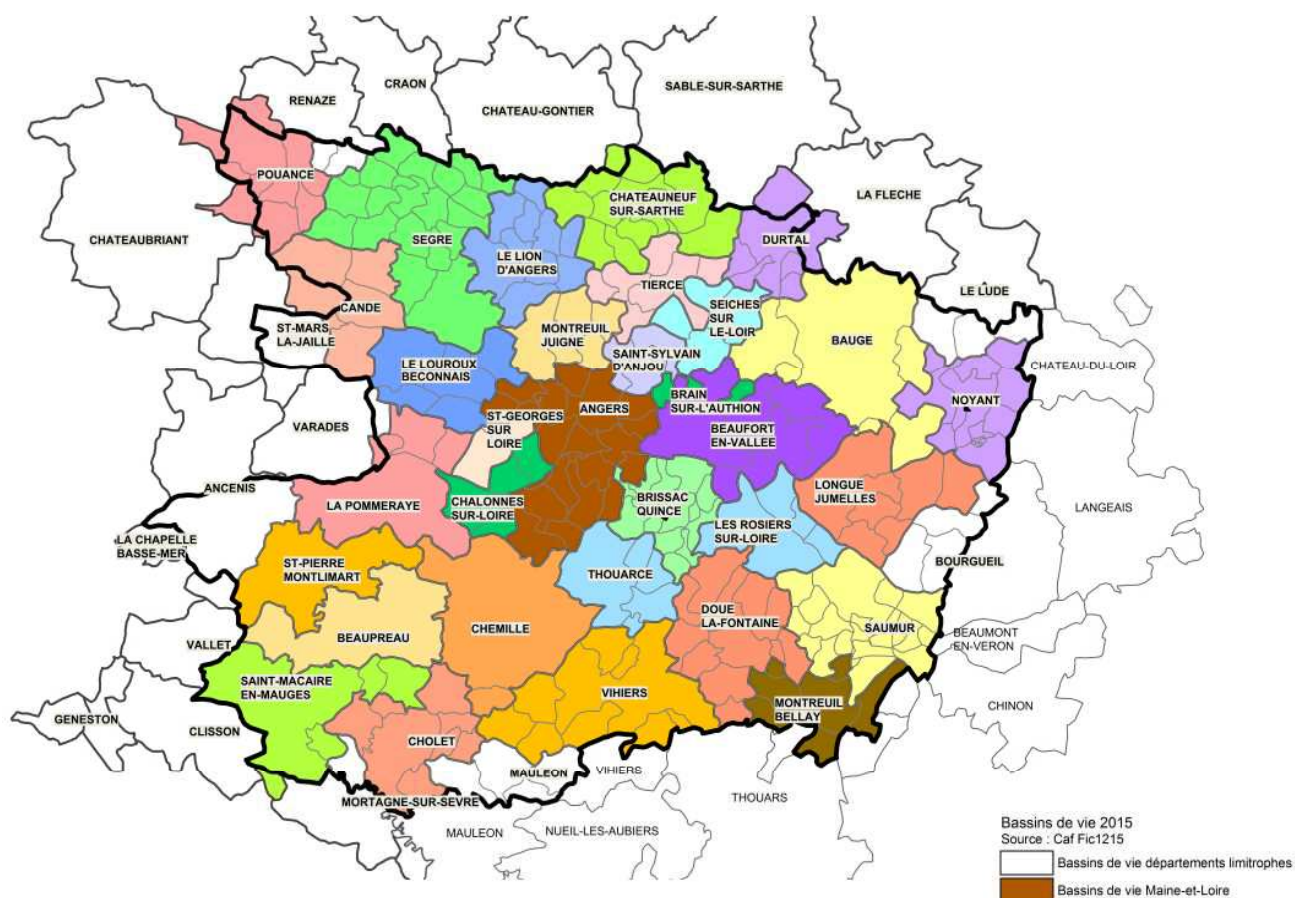 RENAZE
CRAON
CHATEAU-GONTIER
SABLE-SUR-SARTHE
POUANCE
CHATEAUBRIANT
SEGRE
LE LION
D'ANGERS
CHATEAUNEUF
SUR-SARTHE
DURTAL
LA FLECHE
TIERCE
SEICHES
SUR
LE-LOIR
LE LUDE
CANDE
ST-MARS
LA-JAILLE
MONTREUIL
JUIGNE
SAINT-SYLVAIN
D'ANJOU
BAUGE
CHATEAU-DU-LOIR
LE LOUROUX
BECONNAIS
BRAIN
SUR-L'AUTHION
NOYANT
VARADES
ST-GEORGES
SUR
LOIRE
ANGERS
BEAUFORT
EN-VALLEE
ANCENIS
LA POMMERAYE
CHALONNES
SUR-LOIRE
BRISSAC
QUINCE
LONGUE
JUMELLES
LANGEAIS
LES ROSIERS
SUR-LOIRE
LA CHAPELLE
BASSE-MER
ST-PIERRE
MONTLIMART
THOUARCE
BOURGUEIL
VALLET
BEAUPREAU
CHEMILLE
DOUE
LA-FONTAINE
SAUMUR
BEAUMONT
EN-VERON
SAINT-MACAIRE
EN-MAUGES
VIHIERS
MONTREUIL
BELLAY
CHINON
GENESTON
CLISSON
CHOLET
MAULEON
VIHIERS
THOUARS
MORTAGNE-SUR-SEVRE
MAULEON
NUEIL-LES-AUBIERS
Bassins de vie 2015
Source : Caf Fic1215
Bassins de vie départements limitrophes
Bassins de vie Maine-et-Loire